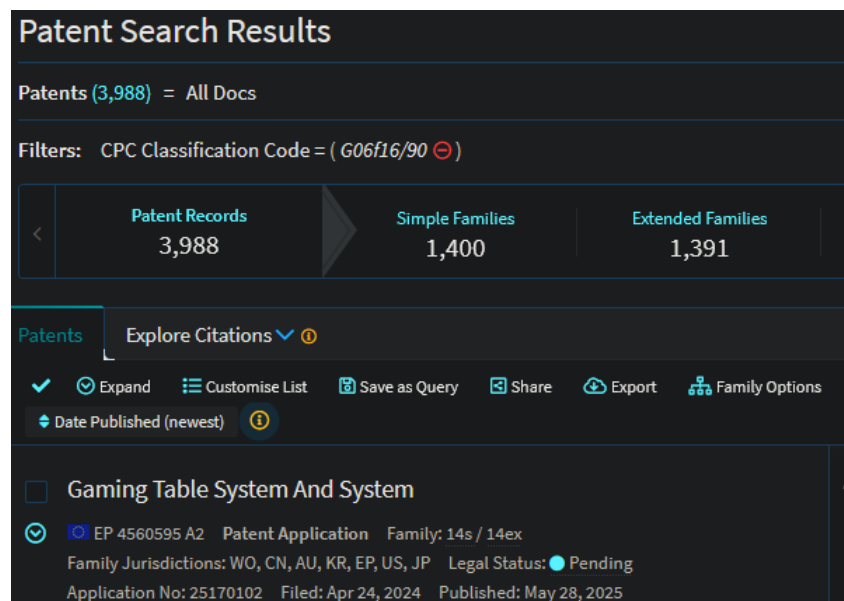 Patent Search Results
Patents (3,988) = All Docs
Filters: CPC Classification Code = ( G06f16/90 )
Patent Records
3,988
Simple Families
1,400
Extended Families
1,391
Patents
Explore Citations
Expand Customise List Save as Query Share Export Family Options
Date Published (newest)
Gaming Table System And System
EP 4560595 A2 Patent Application Family: 14s / 14ex
Family Jurisdictions: WO, CN, AU, KR, EP, US, JP Legal Status: Pending
Application No: 25170102 Filed: Apr 24, 2024 Published: May 28, 2025